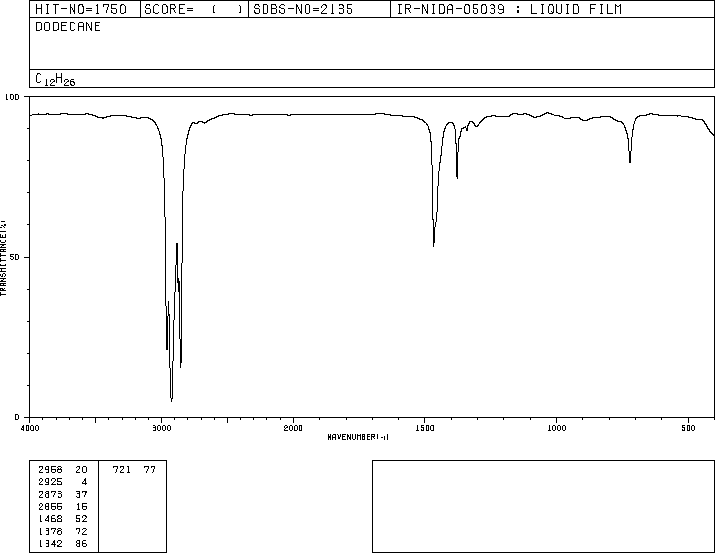 HIT-NO=1750 SCORE= ( ) SDBS-NO=2135 IR-NIDA-05039 : LIQUID FILM
DODECANE
C12H26
100
50
0
TRANSMITTANCE(%)
4000 3000 2000 1500 1000 500
WAVENUMBER(-1)
2958 20 721 77
2925 4
2873 37
2855 15
1468 52
1378 72
1342 86